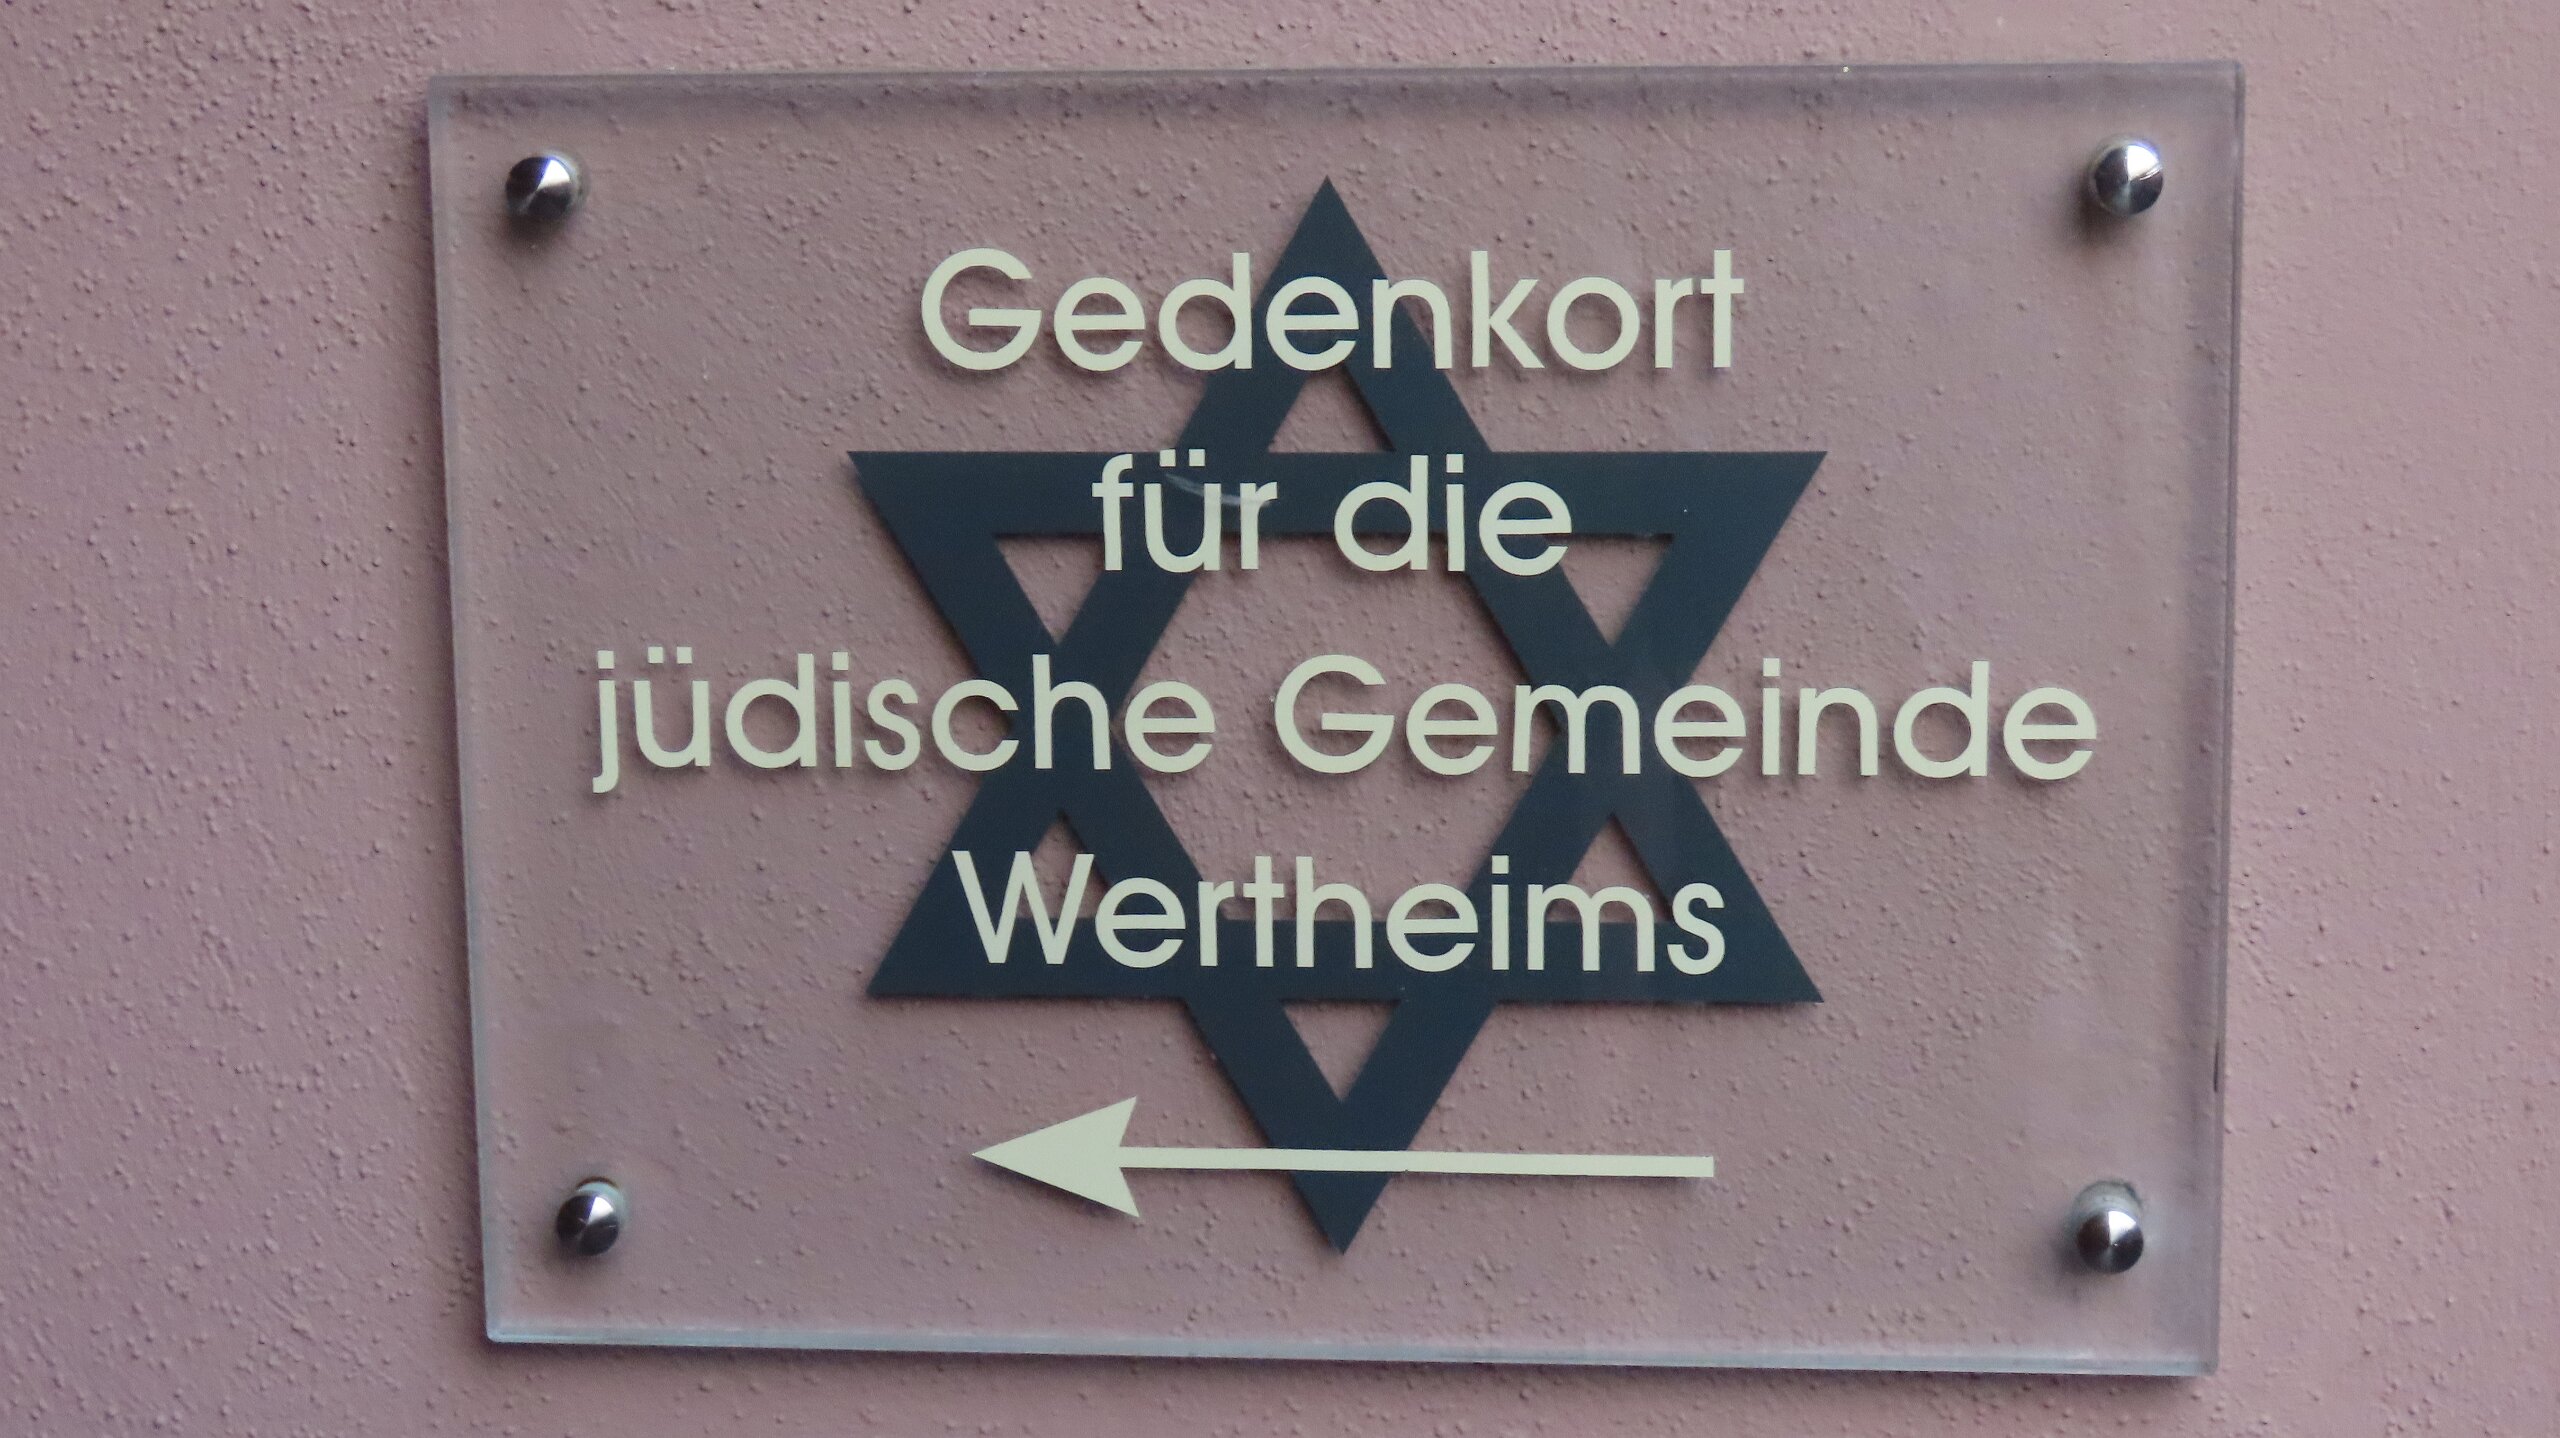 Gedenkort
für die
jüdische Gemeinde
Wertheims